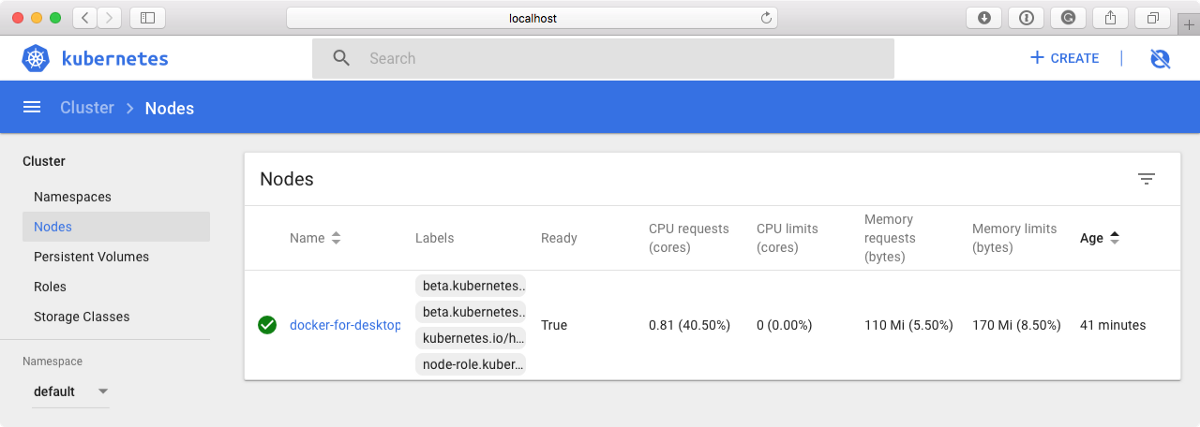 localhost
kubernetes
Search
+ CREATE |
Cluster > Nodes
Cluster
Namespaces
Nodes
Persistent Volumes
Roles
Storage Classes
Namespace
default
Nodes
Name
Labels
Ready
CPU requests
(cores)
CPU limits
(cores)
Memory
requests
(bytes)
Memory limits
(bytes)
Age
docker-for-desktop
beta.kubernetes..
beta.kubernetes..
kubernetes.io/h...
node-role.kuber...
True
0.81 (40.50%)
0 (0.00%)
110 Mi (5.50%)
170 Mi (8.50%)
41 minutes